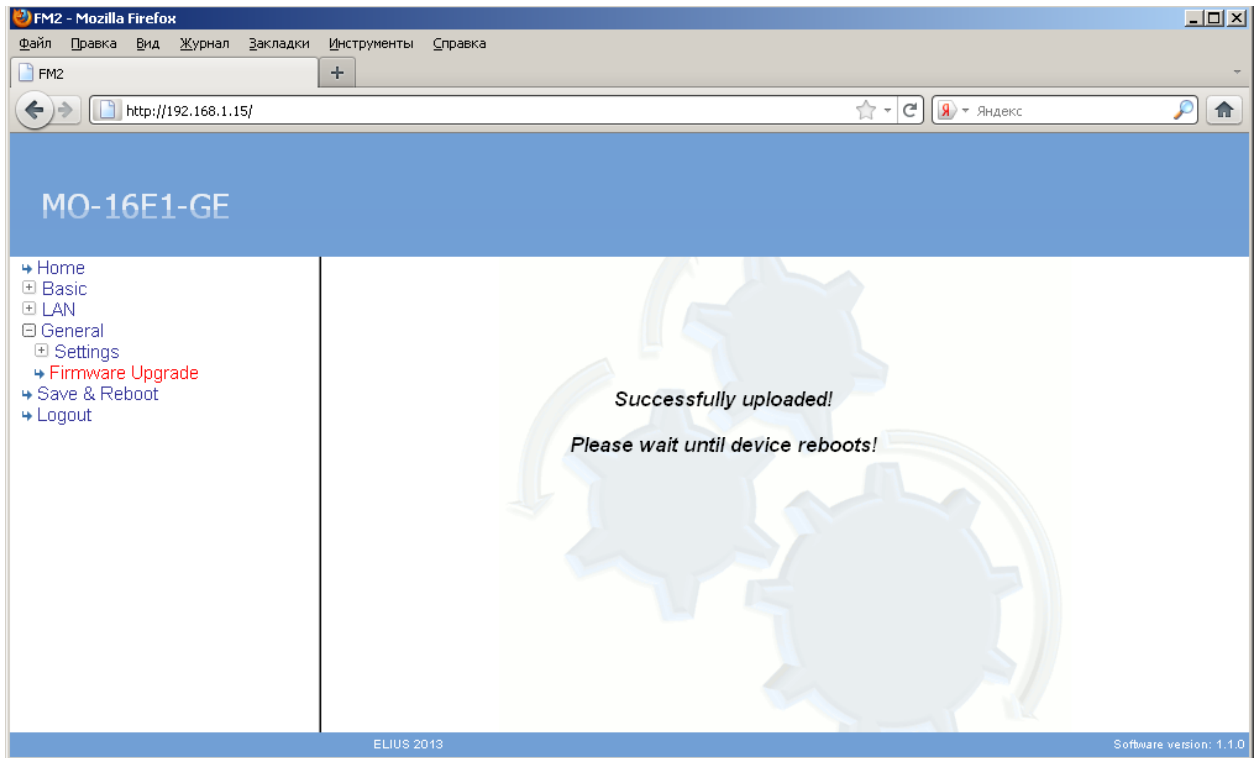 FM2 - Mozilla Firefox
Файл Правка Вид Журнал Закладки Инструменты Справка
FM2
http://192.168.1.15/
Я Яндекс
MO-16E1-GE
Home
Basic
LAN
General
Settings
Firmware Upgrade
Save & Reboot
Logout
Successfully uploaded!
Please wait until device reboots!
ELIUS 2013
Software version: 1.1.0